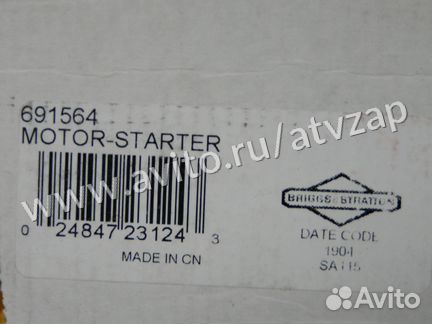 691564
MOTOR-STARTER
www.avito.ru/atvzap
0 24847 23124 3
MADE IN CN
BRIGGS & STRATTON
DATE CODE
1904
SA115
Avito